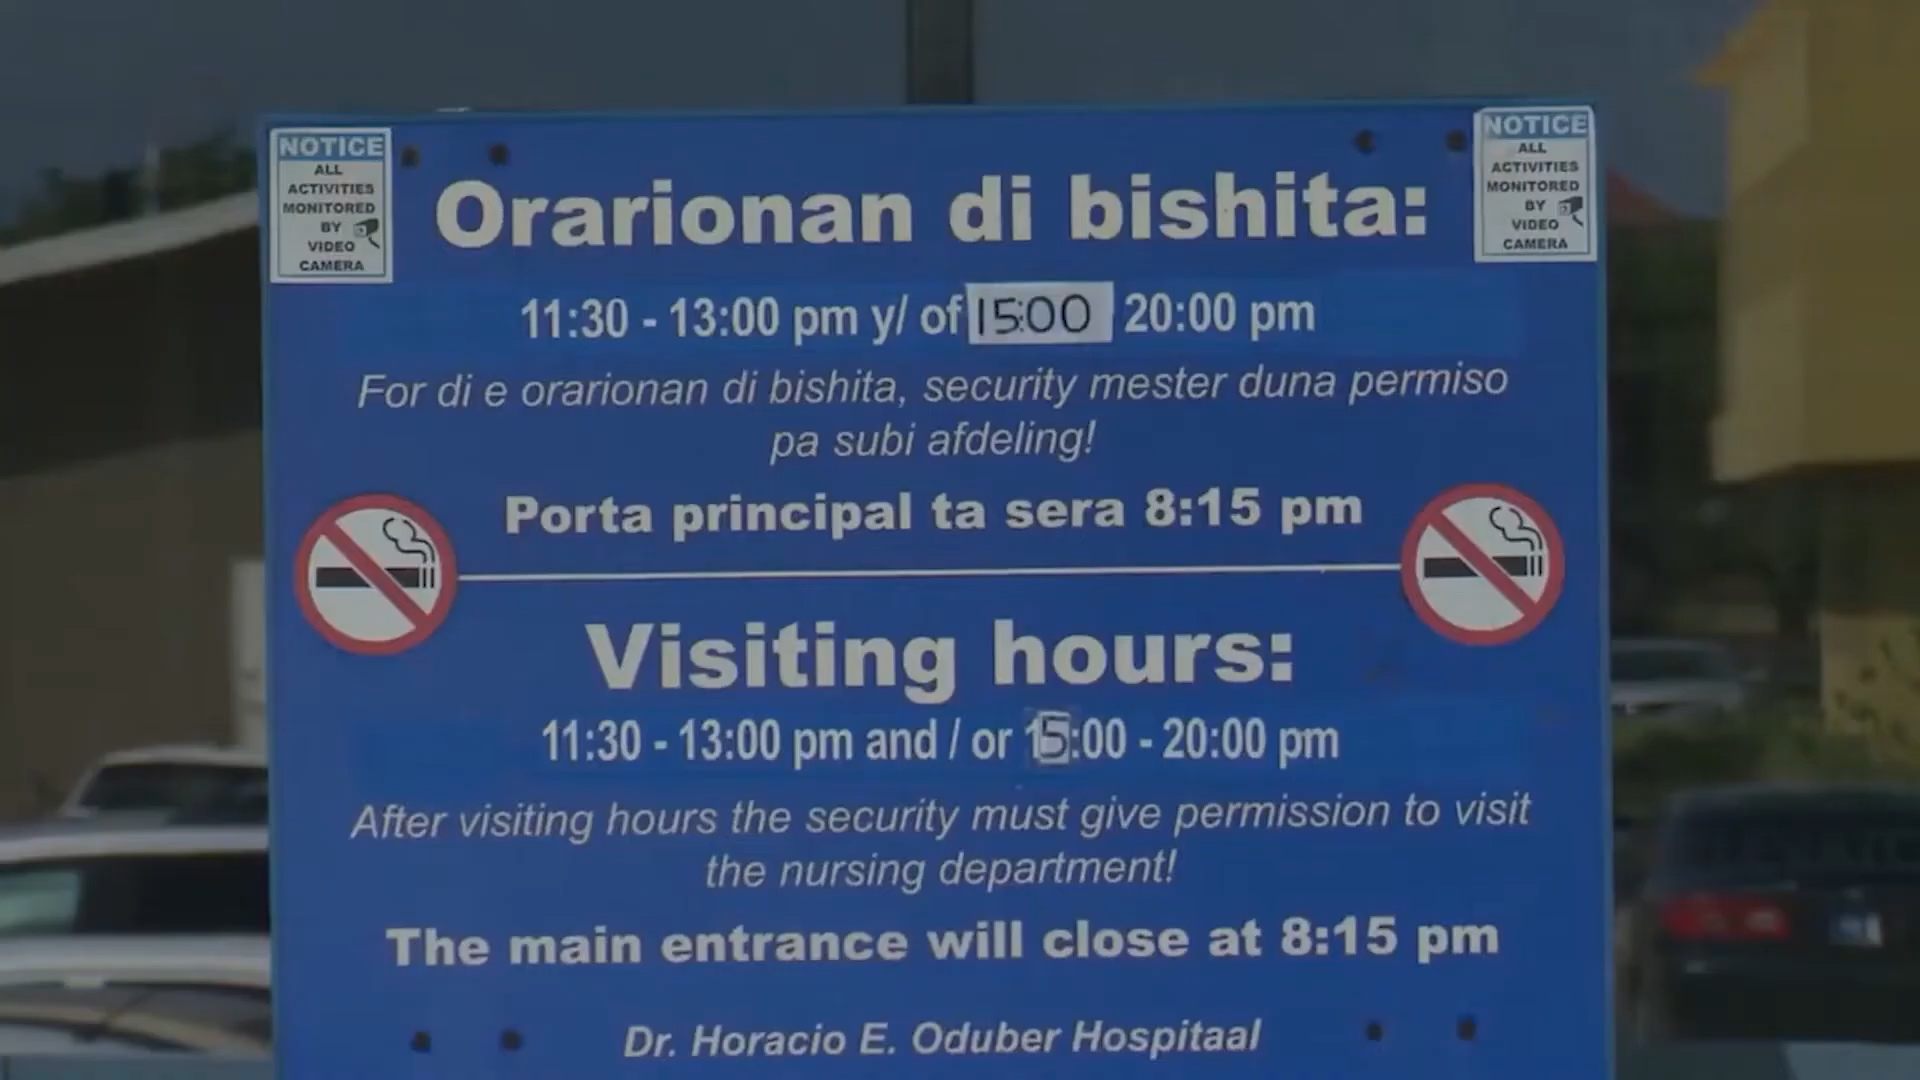 NOTICE
ALL
ACTIVITIES
MONITORED
BY
VIDEO
CAMERA
NOTICE
ALL
ACTIVITIES
MONITORED
BY
VIDEO
CAMERA
Orarionan di bishita:
11:30 - 13:00 pm y/ of 15:00 20:00 pm
For di e orarionan di bishita, security mester duna permiso
pa subi afdeling!
Porta principal ta sera 8:15 pm
Visiting hours:
11:30 - 13:00 pm and / or 15:00 - 20:00 pm
After visiting hours the security must give permission to visit
the nursing department!
The main entrance will close at 8:15 pm
Dr. Horacio E. Oduber Hospitaal